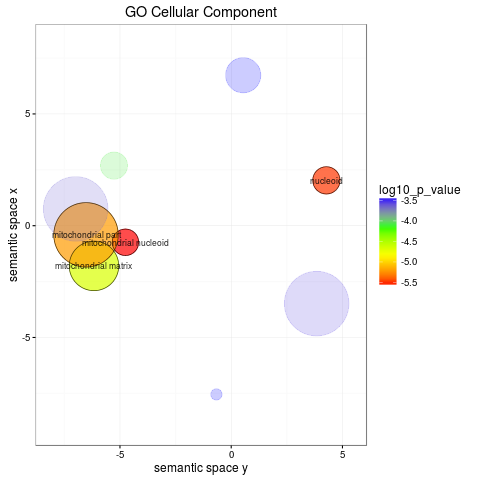 GO Cellular Component
semantic space x
5
0
-5
nucleoid
mitochondrial part
mitochondrial nucleoid
mitochondrial matrix
-5
0
5
semantic space y
log10_p_value
-3.5
-4.0
-4.5
-5.0
-5.5